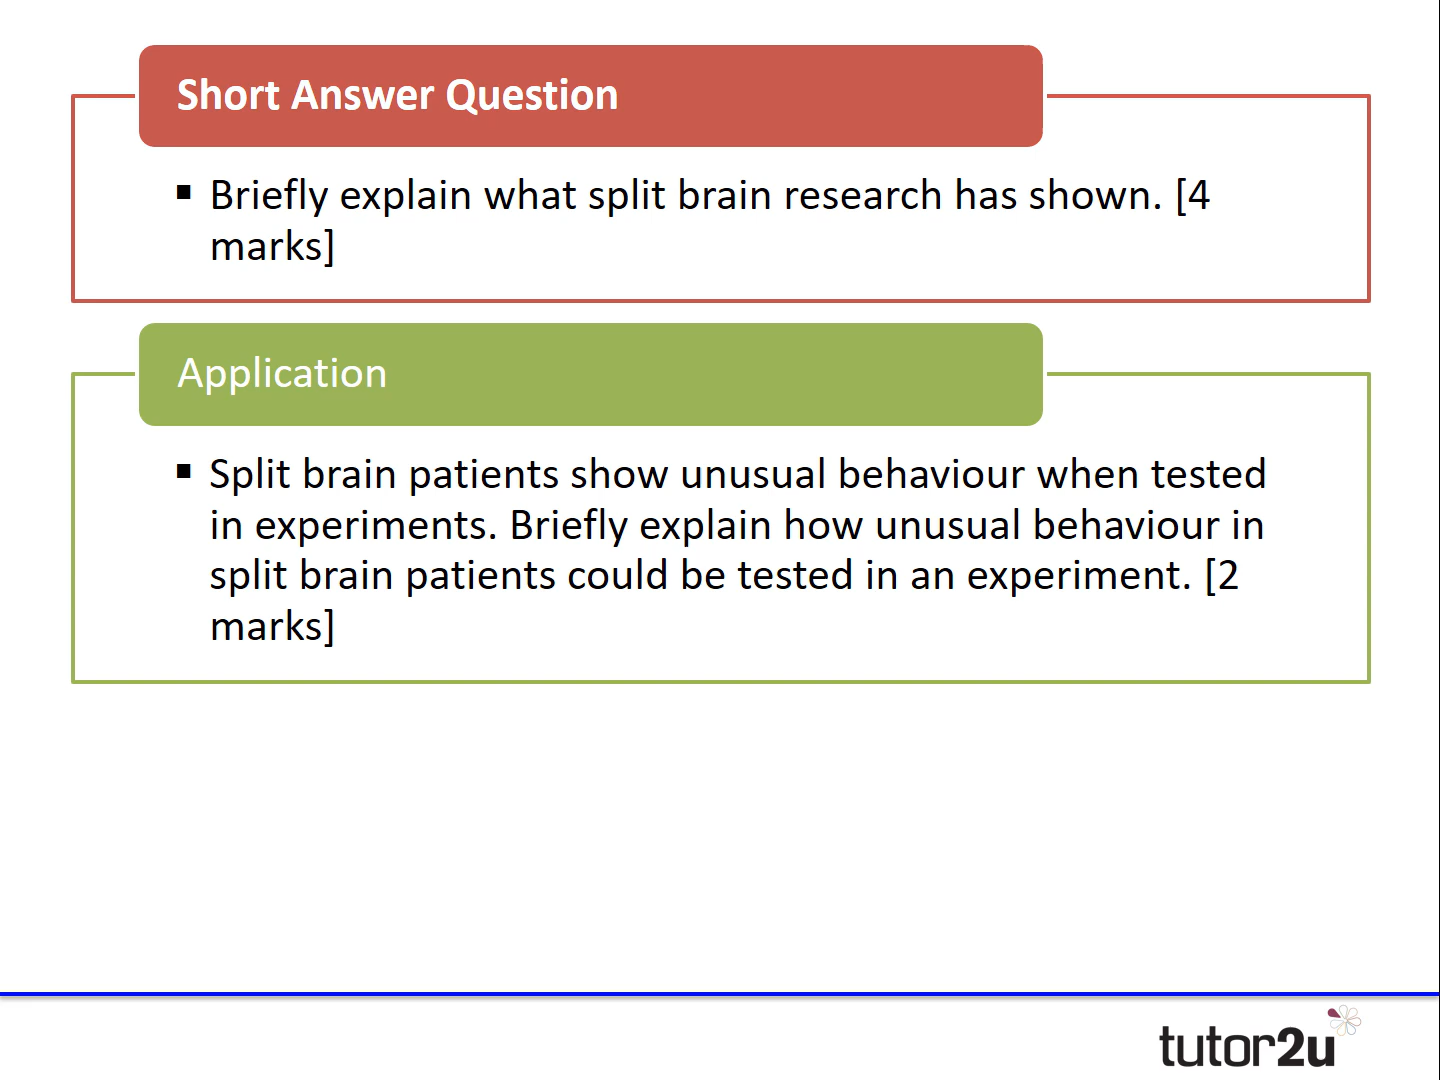 Short Answer Question
▪ Briefly explain what split brain research has shown. [4
marks]
Application
▪ Split brain patients show unusual behaviour when tested
in experiments. Briefly explain how unusual behaviour in
split brain patients could be tested in an experiment. [2
marks]
tutor2u